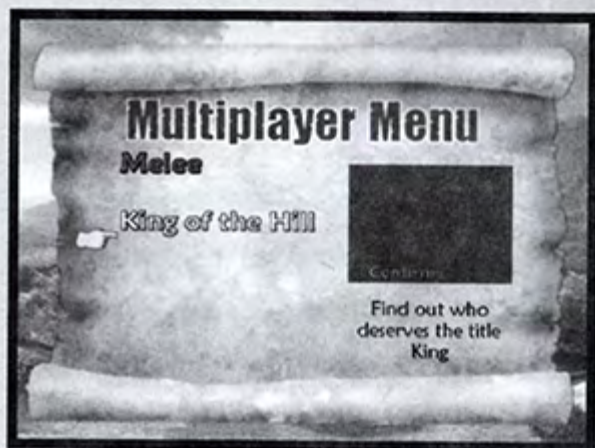 Multiplayer Menu
Melee
King of the Hill
Find out who
deserves the title
King